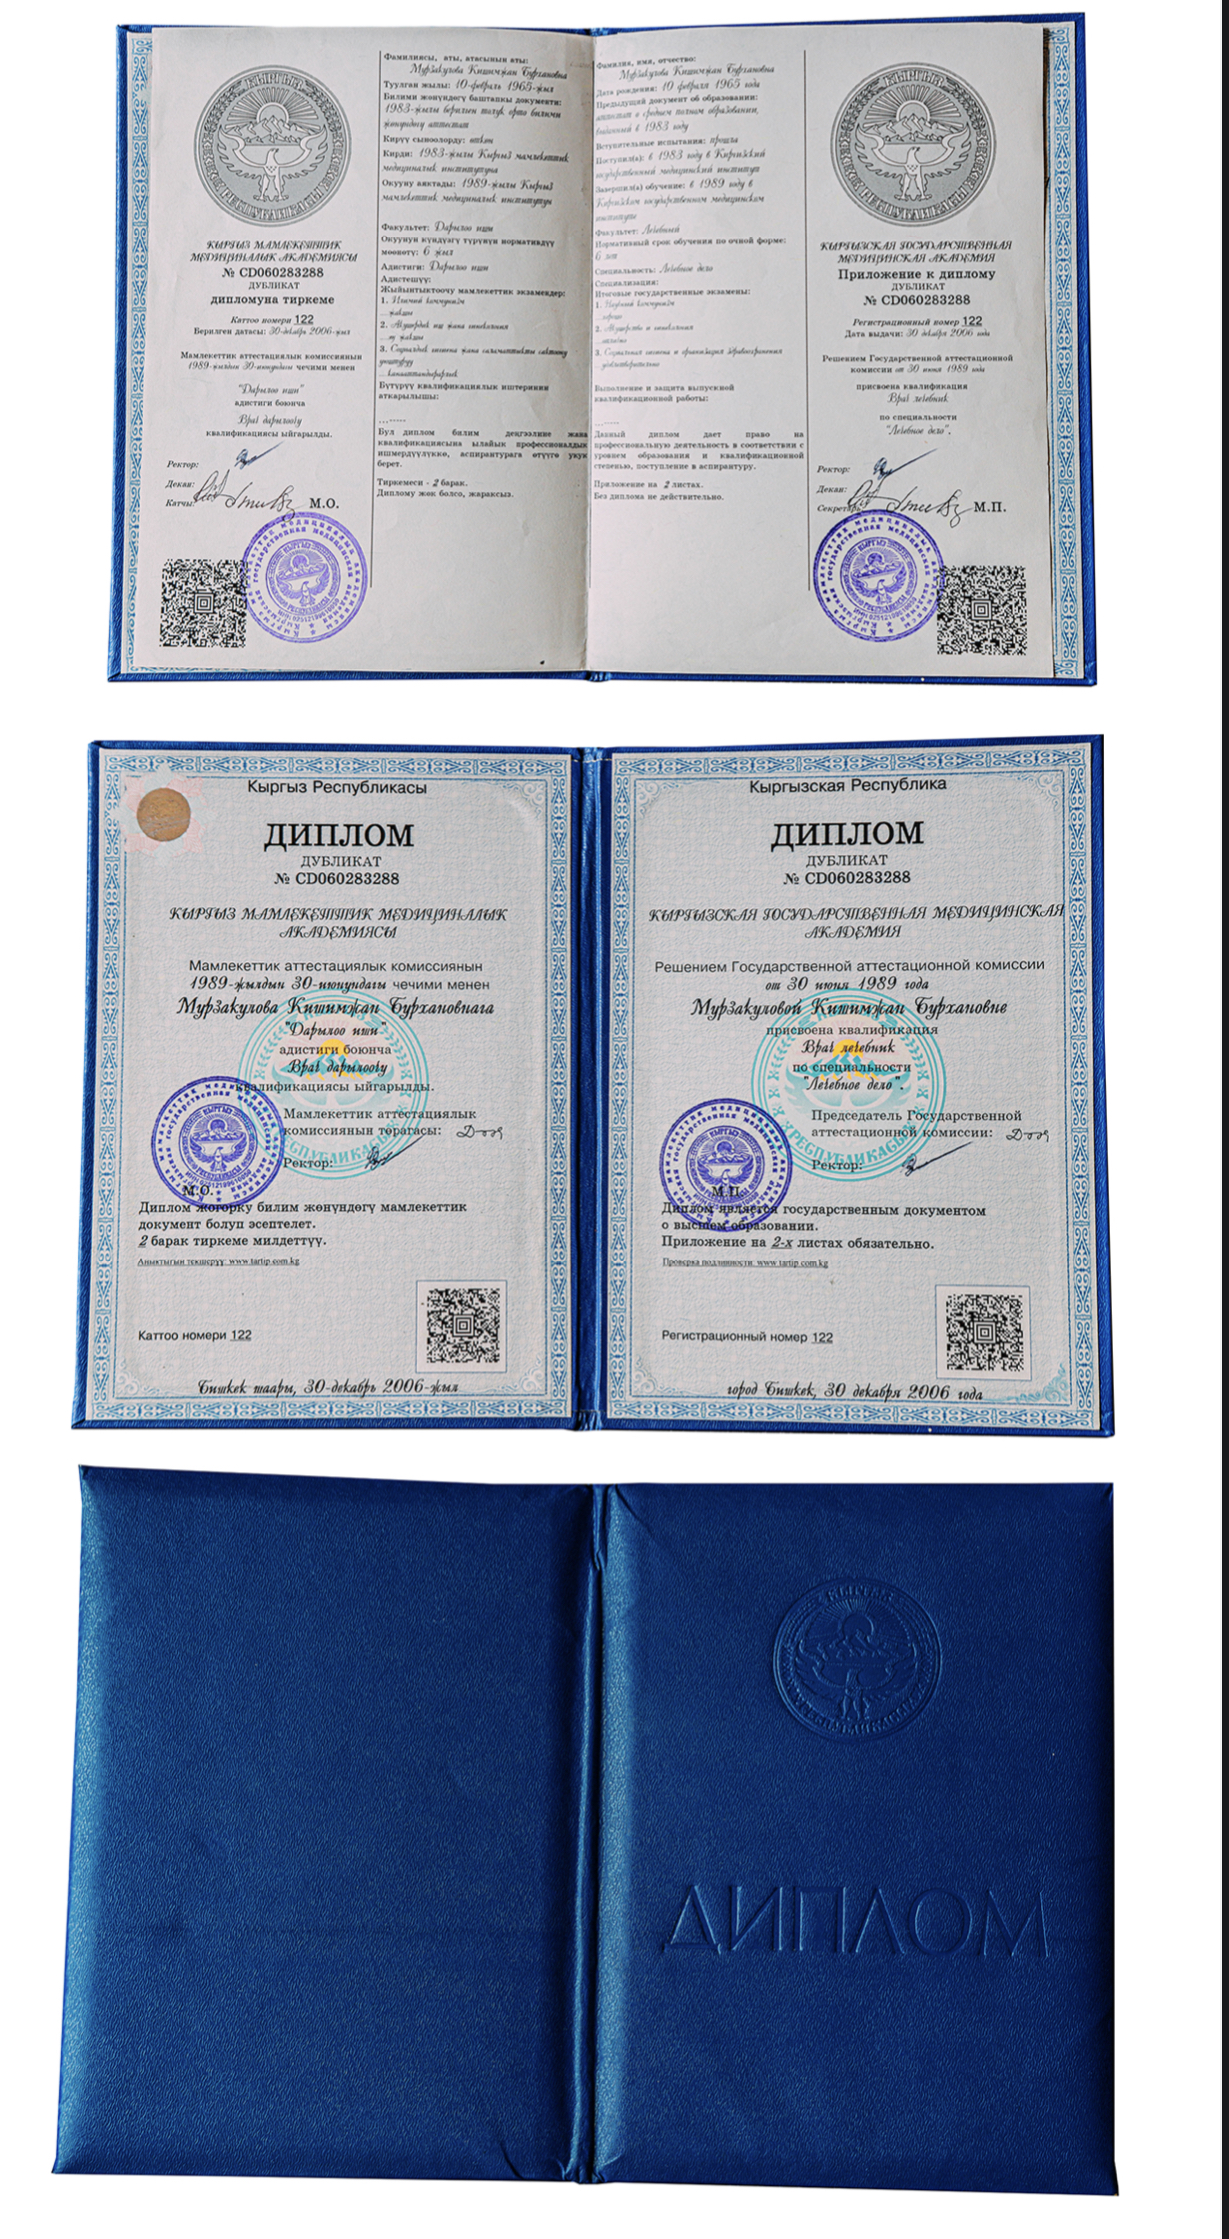 КЫРГЫЗ МАМЛЕКЕТТИК
МЕДИЦИНАЛЫК АКАДЕМИЯСЫ
№ CD060283288
ДУБЛИКАТ
дипломуна тиркеме
Каттоо номери 122
Берилген датасы: 30-декабрь 2006-жыл
Мамлекеттик аттестациялык комиссиянын
1989-жылдын 30-июнундагы чечими менен
"Дарылоо иши"
адистиги боюнча
Врач дарылоочу
квалификациясы ыйгарылды.
Ректор:
Декан:
Катчы:
М.О.
Фамилиясы, аты, атасынын аты:
Мурзакулова Кишимжан Бурхановна
Туулган жылы: 10-февраль 1965-жыл
Билими жөнүндөгү баштапкы документи:
1983-жылы берилген толук орто билими
жөнүндөгү аттестат
Кирүү сыноолорду: өткөн
Кирди: 1983-жылы Кыргыз мамлекеттик
медициналык институтуна
Окууну аяктады: 1989-жылы Кыргыз
мамлекеттик медициналык институтун
Факультет: Дарылоо иши
Окуунун күндүзгү түрүнүн нормативдүү
мөөнөтү: 6 жыл
Адистиги: Дарылоо иши
Адистешүү:
Жыйынтыктоочу мамлекеттик экзамендер:
1. Илимий коммунизм
... жакшы
2. Акушердик иш жана гинекология
3. Социалдык гигиена жана саламаттыкты сактоону
уюштуруу
... канааттандырарлык
Бүтүрүү квалификациялык иштеринин
аткарылышы:
...-----
Бул диплом билим деңгээлине жана
квалификациясына ылайык профессионалдык
ишмердүүлүккө, аспирантурага өтүүгө укук
берет.
Тиркемеси - 2 барак.
Диплому жок болсо, жараксыз.
Фамилия, имя, отчество:
Мурзакулова Кишимжан Бурхановна
Дата рождения: 10 февраля 1965 года
Предыдущий документ об образовании:
аттестат о среднем полном образовании,
выданный в 1983 году
Вступительные испытания: прошла
Поступил(а): в 1983 году в Киргизский
государственный медицинский институт
Завершил(а) обучение: в 1989 году в
Киргизском государственном медицинском
институте
Факультет: Лечебный
Нормативный срок обучения по очной форме:
6 лет
Специальность: Лечебное дело
Специализация:
Итоговые государственные экзамены:
1. Научный коммунизм
... хорошо
2. Акушерство и гинекология
3. Социальная гигиена и организация здравоохранения
удовлетворительно
Выполнение и защита выпускной
квалификационной работы:
...-----
Данный диплом дает право на
профессиональную деятельность в соответствии с
уровнем образования и квалификационной
степенью, поступление в аспирантуру.
Приложение на 2 листах.
Без диплома не действительно.
КЫРГЫЗСКАЯ ГОСУДАРСТВЕННАЯ
МЕДИЦИНСКАЯ АКАДЕМИЯ
Приложение к диплому
ДУБЛИКАТ
№ CD060283288
Регистрационный номер 122
Дата выдачи: 30 декабря 2006 года
Решением Государственной аттестационной
комиссии от 30 июня 1989 года
присвоена квалификация
Врач лечебник
по специальности
"Лечебное дело".
Ректор:
Декан:
Секретарь:
М.П.
Кыргыз Республикасы
ДИПЛОМ
ДУБЛИКАТ
№ CD060283288
КЫРГЫЗ МАМЛЕКЕТТИК МЕДИЦИНАЛЫК
АКАДЕМИЯСЫ
Мамлекеттик аттестациялык комиссиянын
1989-жылдын 30-июнундагы чечими менен
Мурзакулова Кишимжан Бурхановнага
"Дарылоо иши"
адистиги боюнча
Врач дарылоочу
квалификациясы ыйгарылды.
Мамлекеттик аттестациялык
комиссиянын төрагасы:
Ректор:
М.О.
Диплом жогорку билим жөнүндөгү мамлекеттик
документ болуп эсептелет.
2 барак тиркеме милдеттүү.
Аныктыгын текшерүү: www.tartip.com.kg
Каттоо номери 122
Бишкек шаары, 30-декабрь 2006-жыл
Кыргызская Республика
ДИПЛОМ
ДУБЛИКАТ
№ CD060283288
КЫРГЫЗСКАЯ ГОСУДАРСТВЕННАЯ МЕДИЦИНСКАЯ
АКАДЕМИЯ
Решением Государственной аттестационной комиссии
от 30 июня 1989 года
Мурзакуловой Кишимжан Бурхановне
присвоена квалификация
Врач лечебник
по специальности
"Лечебное дело".
Председатель Государственной
аттестационной комиссии:
Ректор:
М.П.
Диплом является государственным документом
о высшем образовании.
Приложение на 2-х листах обязательно.
Проверка подлинности: www.tartip.com.kg
Регистрационный номер 122
город Бишкек, 30 декабря 2006 года
ДИПЛОМ